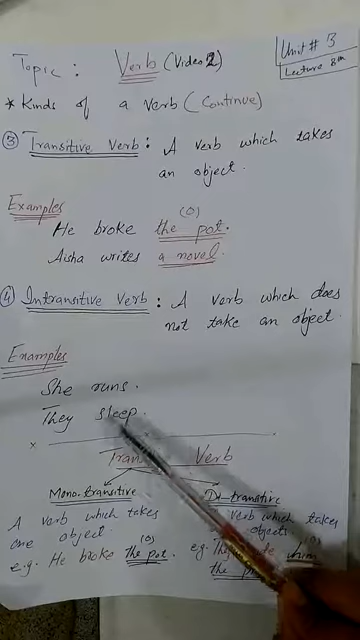 Unit # 3
Lecture 8th
Topic : Verb (Video 2)
* Kinds of a verb (Continue)
③ Transitive Verb : A verb which takes
an object.
Examples
(O)
He broke the pot.
Aisha writes a novel.
④ Intransitive Verb : A verb which does
not take an object.
Examples
She runs.
They sleep.
x x
Verb
Mono-transitive
Di-transitive
A verb which takes
one object.
(O)
e.g. He broke the pot.
verb which takes
objects
(O)
e.g. him
the